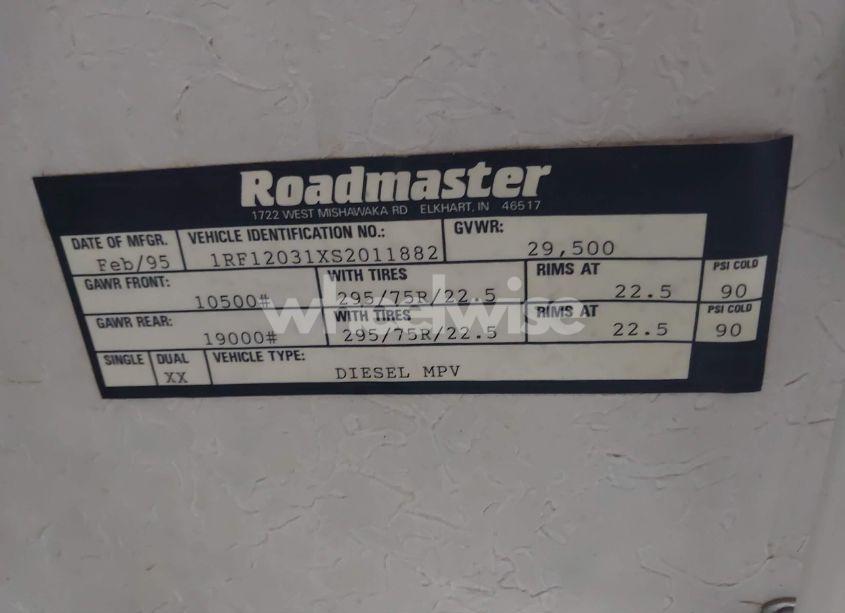 Roadmaster
1722 WEST MISHAWAKA RD ELKHART, IN 46517
DATE OF MFGR. VEHICLE IDENTIFICATION NO.: GVWR:
Feb/95 1RF12031XS2011882 29,500
GAWR FRONT: WITH TIRES RIMS AT PSI COLD
10500# 295/75R/22.5 22.5 90
GAWR REAR: WITH TIRES RIMS AT PSI COLD
19000# 295/75R/22.5 22.5 90
SINGLE DUAL VEHICLE TYPE:
XX DIESEL MPV
wheelwise